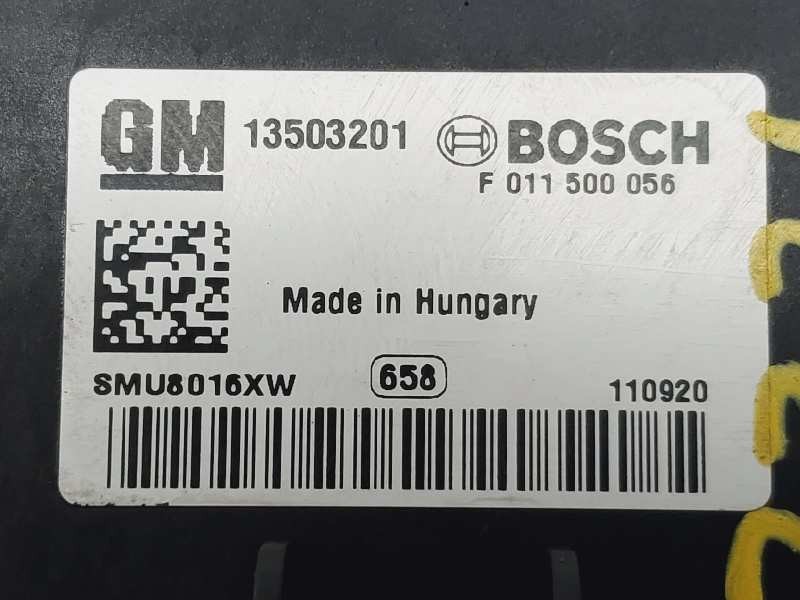 GM 13503201 BOSCH
F 011 500 056
Made in Hungary
SMU8016XW 658 110920